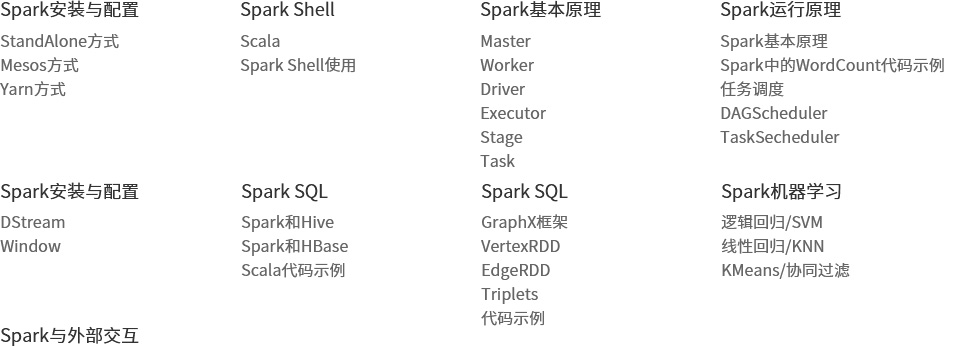 Spark安装与配置
StandAlone方式
Mesos方式
Yarn方式
Spark Shell
Scala
Spark Shell使用
Spark基本原理
Master
Worker
Driver
Executor
Stage
Task
Spark运行原理
Spark基本原理
Spark中的WordCount代码示例
任务调度
DAGScheduler
TaskSecheduler
Spark安装与配置
DStream
Window
Spark SQL
Spark和Hive
Spark和HBase
Scala代码示例
Spark SQL
GraphX框架
VertexRDD
EdgeRDD
Triplets
代码示例
Spark机器学习
逻辑回归/SVM
线性回归/KNN
KMeans/协同过滤
Spark与外部交互